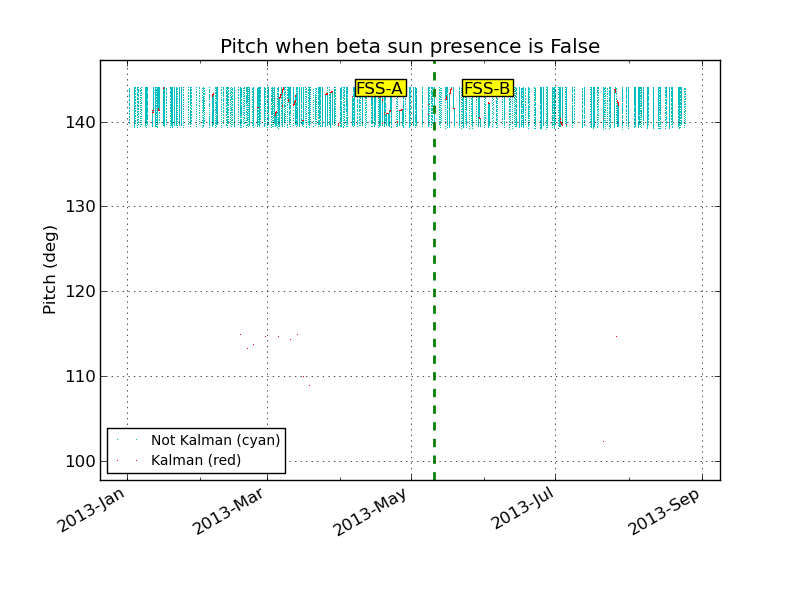 Pitch when beta sun presence is False
FSS-A
FSS-B
140
130
120
110
100
Pitch (deg)
Not Kalman (cyan)
Kalman (red)
2013-Jan
2013-Mar
2013-May
2013-Jul
2013-Sep